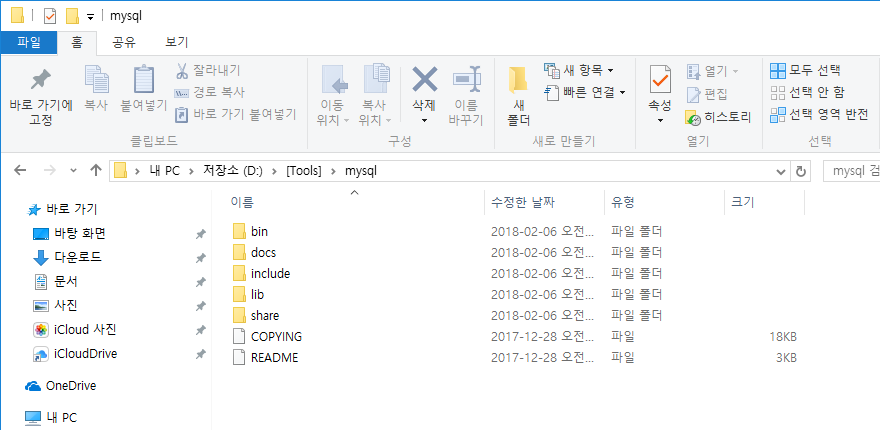 mysql
파일 홈 공유 보기
바로 가기에 고정
복사
붙여넣기
잘라내기
경로 복사
바로 가기 붙여넣기
클립보드
이동 위치
복사 위치
삭제
이름 바꾸기
구성
새 폴더
새 항목
빠른 연결
새로 만들기
속성
열기
편집
히스토리
열기
모두 선택
선택 안 함
선택 영역 반전
선택
내 PC > 저장소 (D:) > [Tools] > mysql
mysql 검
이름 수정한 날짜 유형 크기
바로 가기
바탕 화면
다운로드
문서
사진
iCloud 사진
iCloudDrive
OneDrive
내 PC
bin 2018-02-06 오전... 파일 폴더
docs 2018-02-06 오전... 파일 폴더
include 2018-02-06 오전... 파일 폴더
lib 2018-02-06 오전... 파일 폴더
share 2018-02-06 오전... 파일 폴더
COPYING 2017-12-28 오전... 파일 18KB
README 2017-12-28 오전... 파일 3KB